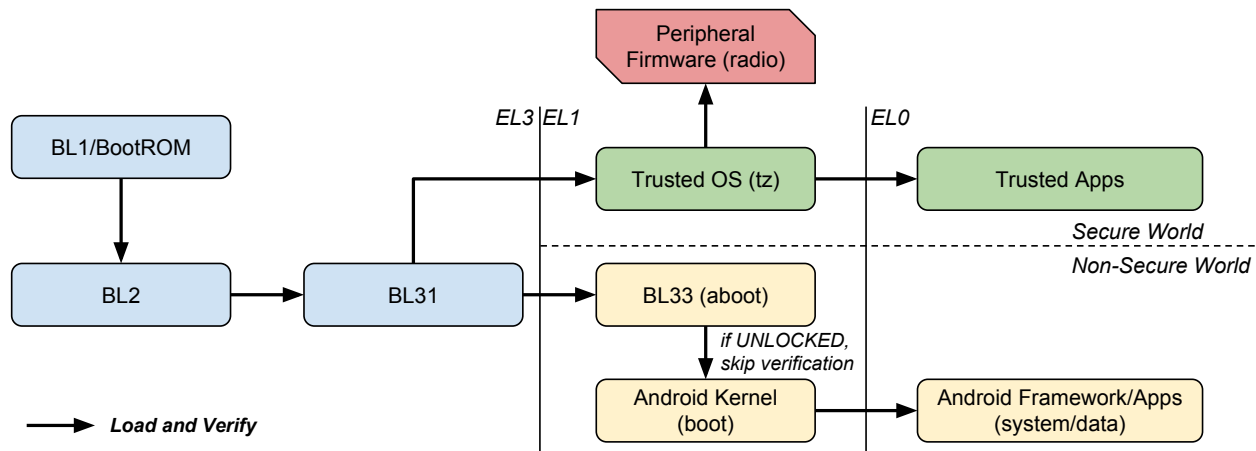 Peripheral
Firmware (radio)
EL3
EL1
EL0
BL1/BootROM
Trusted OS (tz)
Trusted Apps
Secure World
Non-Secure World
BL2
BL31
BL33 (aboot)
if UNLOCKED,
skip verification
Android Kernel
(boot)
Android Framework/Apps
(system/data)
Load and Verify